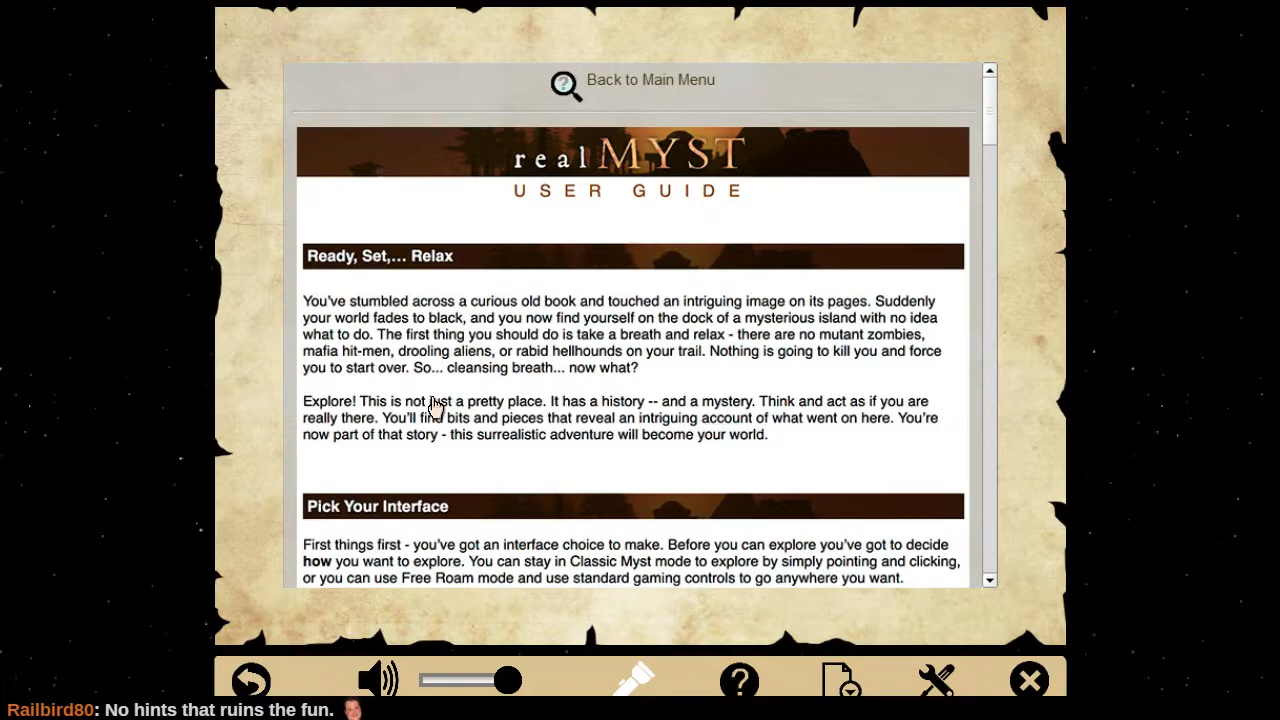 Back to Main Menu
real MYST
USER GUIDE
Ready, Set,... Relax
You've stumbled across a curious old book and touched an intriguing image on its pages. Suddenly
your world fades to black, and you now find yourself on the dock of a mysterious island with no idea
what to do. The first thing you should do is take a breath and relax - there are no mutant zombies,
mafia hit-men, drooling aliens, or rabid hellhounds on your trail. Nothing is going to kill you and force
you to start over. So... cleansing breath... now what?
Explore! This is not just a pretty place. It has a history -- and a mystery. Think and act as if you are
really there. You'll find bits and pieces that reveal an intriguing account of what went on here. You're
now part of that story - this surrealistic adventure will become your world.
Pick Your Interface
First things first - you've got an interface choice to make. Before you can explore you've got to decide
how you want to explore. You can stay in Classic Myst mode to explore by simply pointing and clicking,
or you can use Free Roam mode and use standard gaming controls to go anywhere you want.
Railbird80: No hints that ruins the fun.